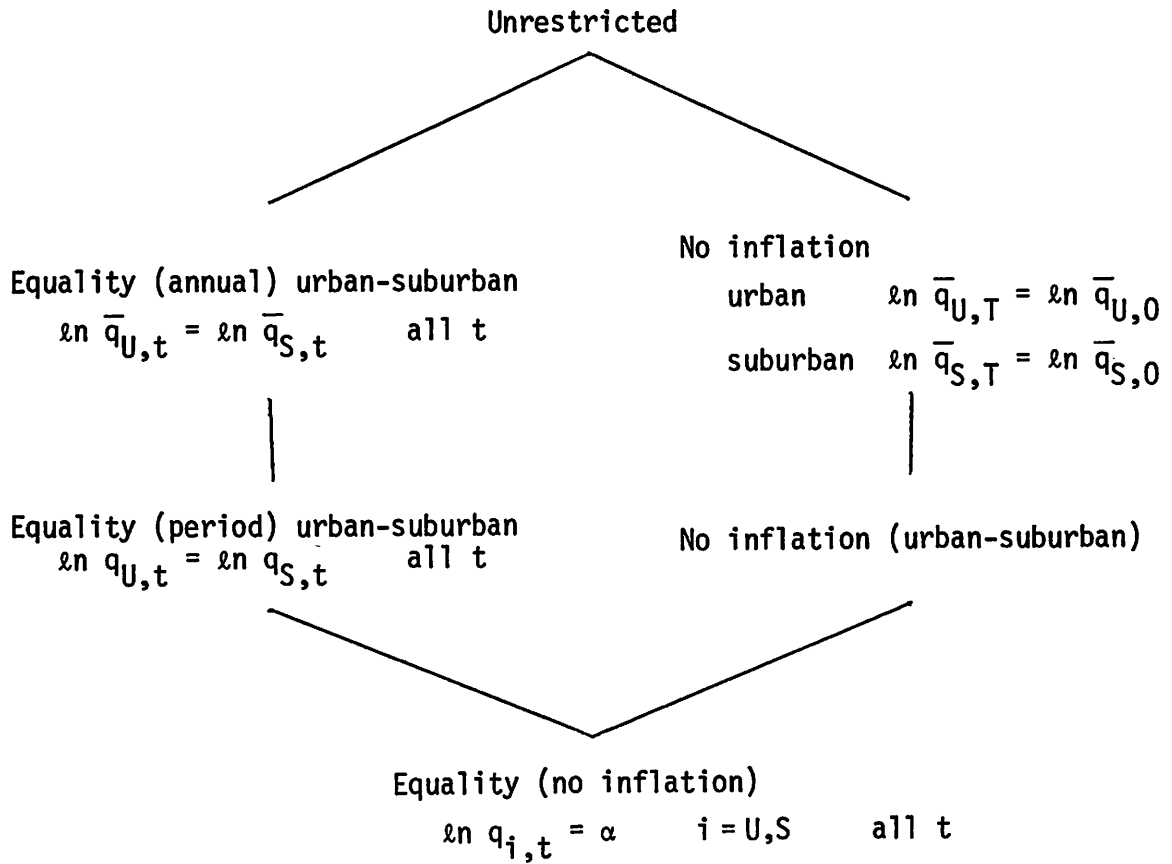 Unrestricted
Equality (annual) urban-suburban
ℓn q̅U,t = ℓn q̅S,t all t
No inflation
urban ℓn q̅U,T = ℓn q̅U,0
suburban ℓn q̅S,T = ℓn q̅S,0
Equality (period) urban-suburban
ℓn qU,t = ℓn qS,t all t
No inflation (urban-suburban)
Equality (no inflation)
ℓn qi,t = α i = U,S all t